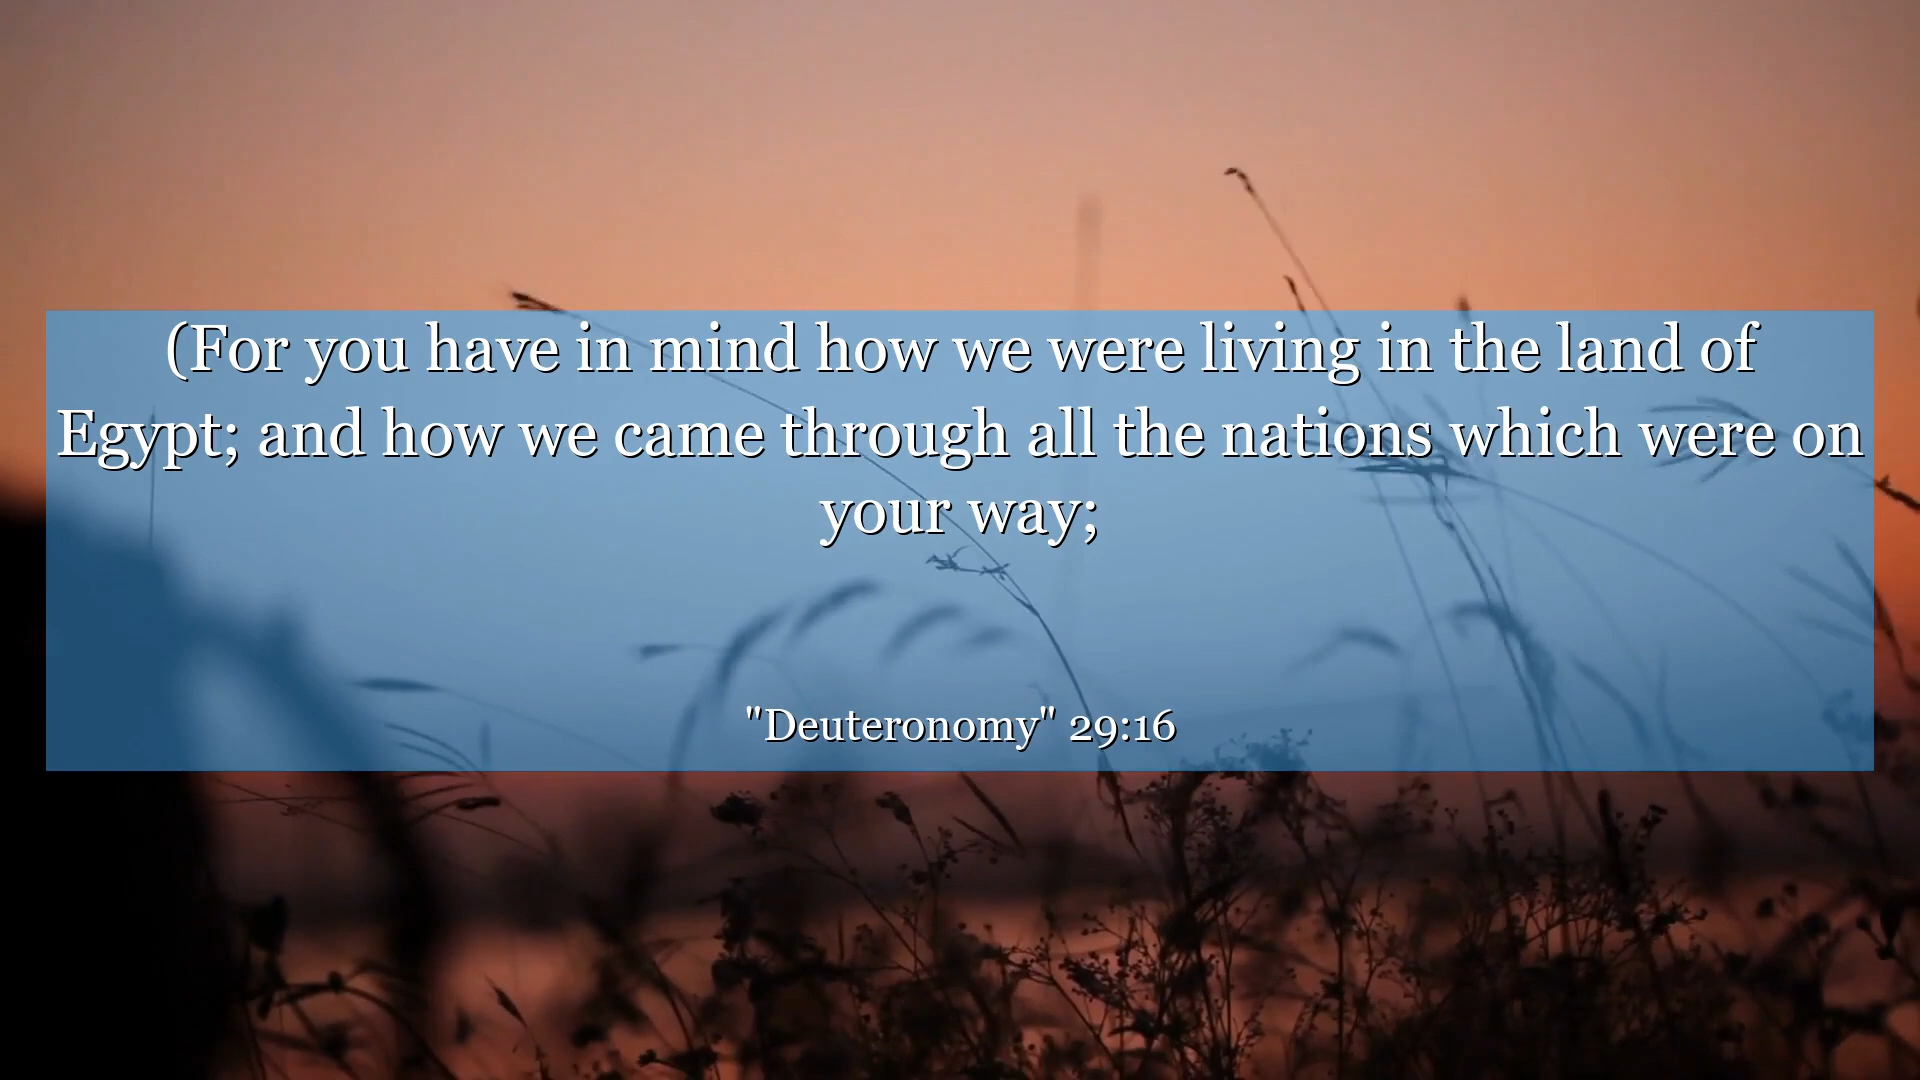 (For you have in mind how we were living in the land of
Egypt; and how we came through all the nations which were on
your way;
"Deuteronomy" 29:16